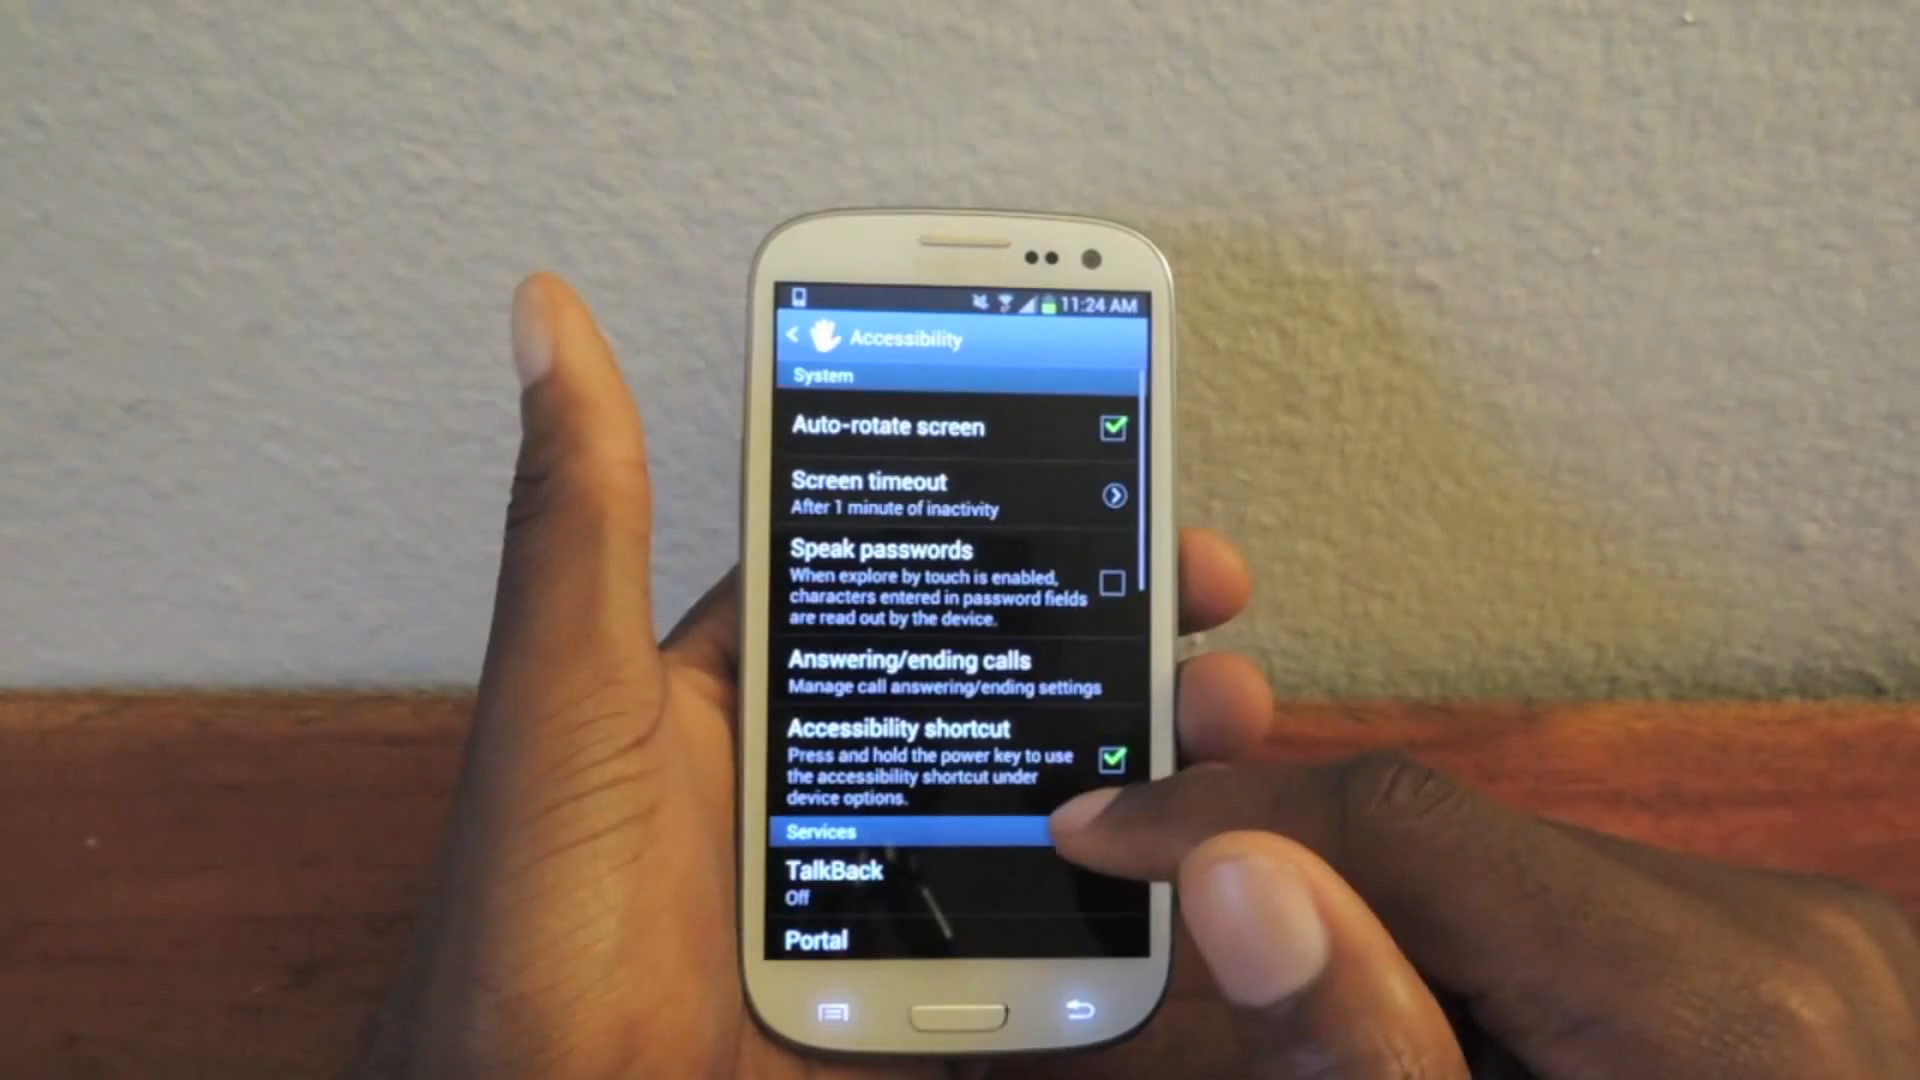 11:24 AM
Accessibility
System
Auto-rotate screen
Screen timeout
After 1 minute of inactivity
Speak passwords
When explore by touch is enabled,
characters entered in password fields
are read out by the device.
Answering/ending calls
Manage call answering/ending settings
Accessibility shortcut
Press and hold the power key to use
the accessibility shortcut under
device options.
Services
TalkBack
Off
Portal